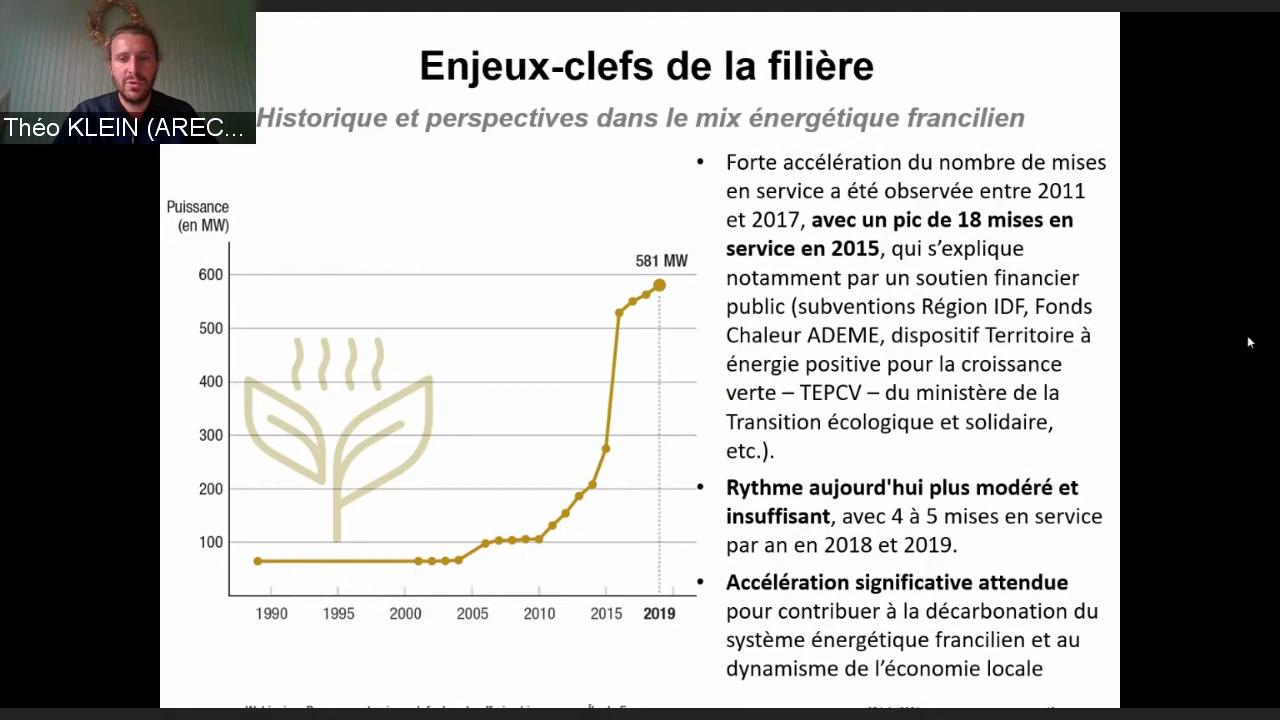 Enjeux-clefs de la filière
Théo KLEIN (AREC...
Historique et perspectives dans le mix énergétique francilien
Puissance
(en MW)
581 MW
600
500
400
300
200
100
1990
1995
2000
2005
2010
2015
2019
• Forte accélération du nombre de mises
en service a été observée entre 2011
et 2017, avec un pic de 18 mises en
service en 2015, qui s’explique
notamment par un soutien financier
public (subventions Région IDF, Fonds
Chaleur ADEME, dispositif Territoire à
énergie positive pour la croissance
verte – TEPCV – du ministère de la
Transition écologique et solidaire,
etc.).
• Rythme aujourd'hui plus modéré et
insuffisant, avec 4 à 5 mises en service
par an en 2018 et 2019.
• Accélération significative attendue
pour contribuer à la décarbonation du
système énergétique francilien et au
dynamisme de l’économie locale